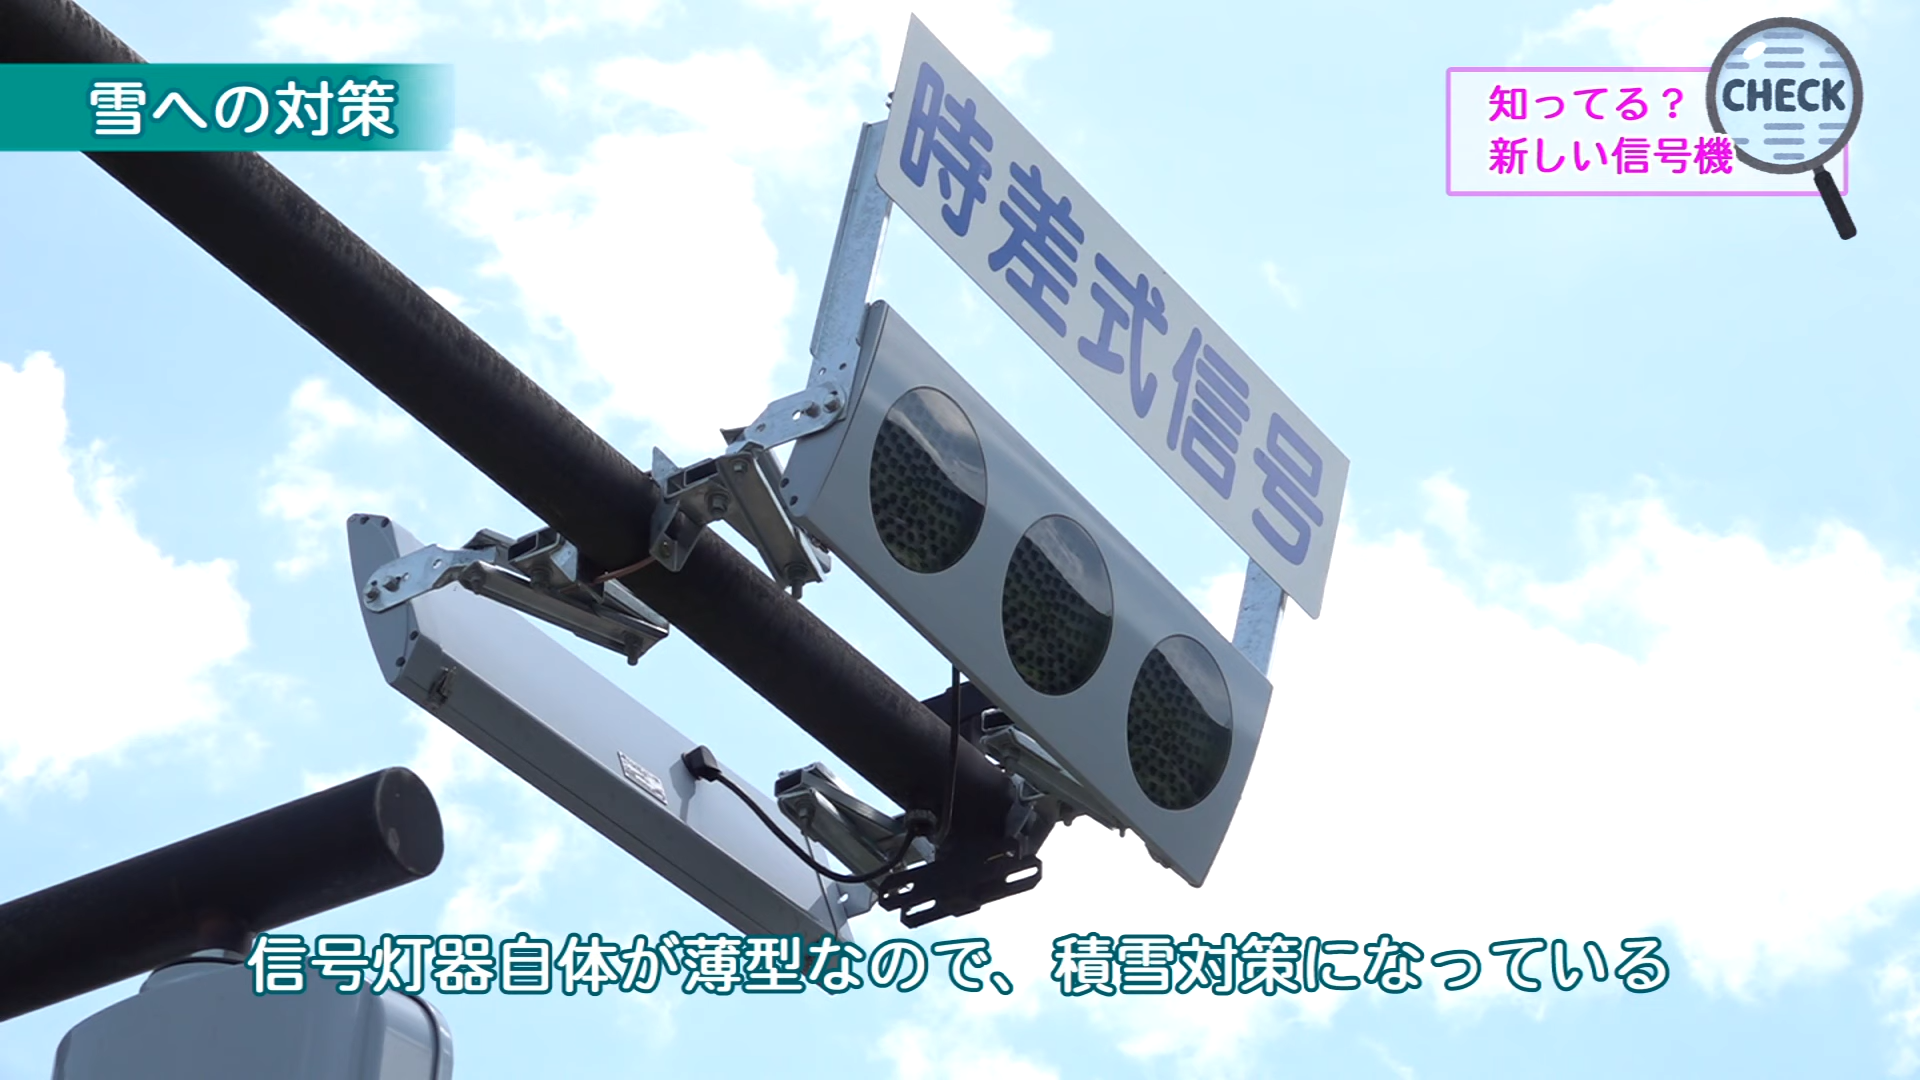 雪への対策
知ってる？
新しい信号機
CHECK
時差式信号
信号灯器自体が薄型なので、積雪対策になっている